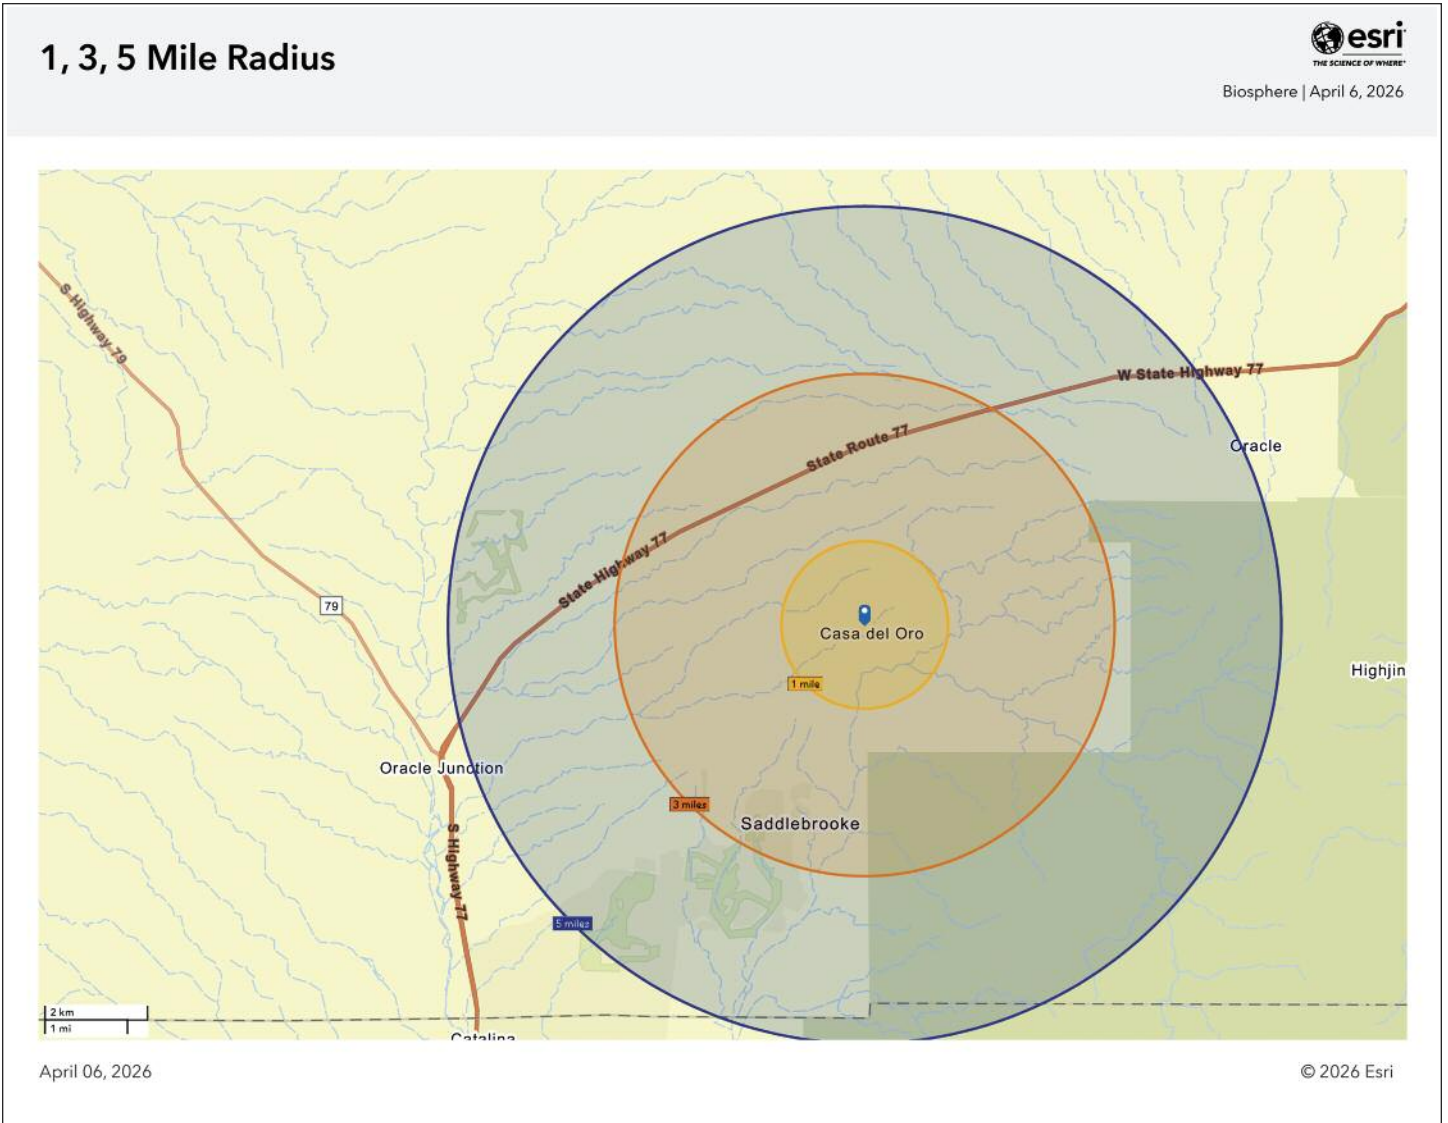 1, 3, 5 Mile Radius
esri
THE SCIENCE OF WHERE®
Biosphere | April 6, 2026
S Highway 79
W State Highway 77
State Route 77
Oracle
State Highway 77
79
Casa del Oro
Highjin
1 mile
Oracle Junction
3 miles
Saddlebrooke
S Highway 77
5 miles
2 km
1 mi
Catalina
April 06, 2026
© 2026 Esri